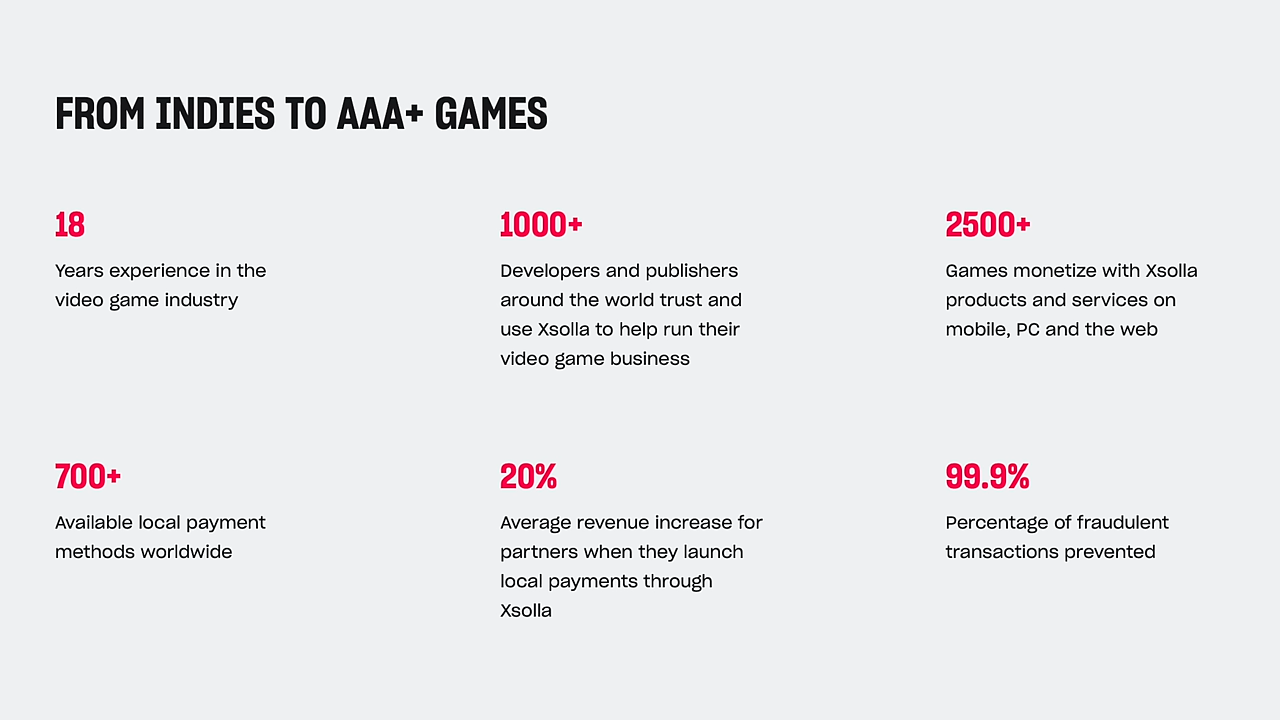 FROM INDIES TO AAA+ GAMES
18
Years experience in the
video game industry
1000+
Developers and publishers
around the world trust and
use Xsolla to help run their
video game business
2500+
Games monetize with Xsolla
products and services on
mobile, PC and the web
700+
Available local payment
methods worldwide
20%
Average revenue increase for
partners when they launch
local payments through
Xsolla
99.9%
Percentage of fraudulent
transactions prevented